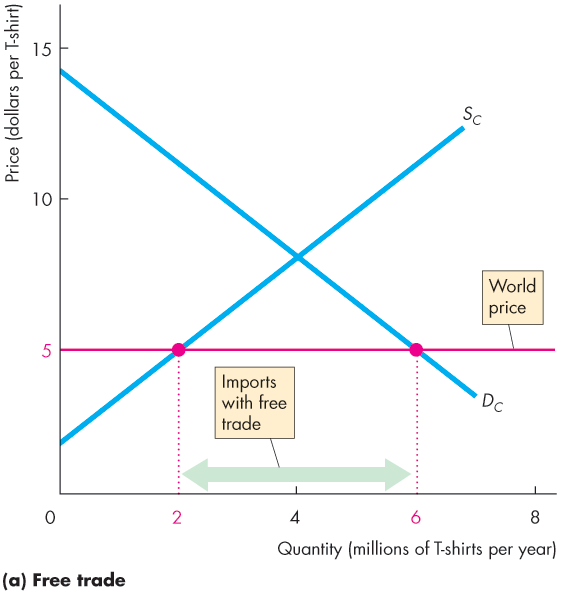 Price (dollars per T-shirt)
15
10
5
S_C
World
price
Imports
with free
trade
D_C
0
2
4
6
8
Quantity (millions of T-shirts per year)
(a) Free trade